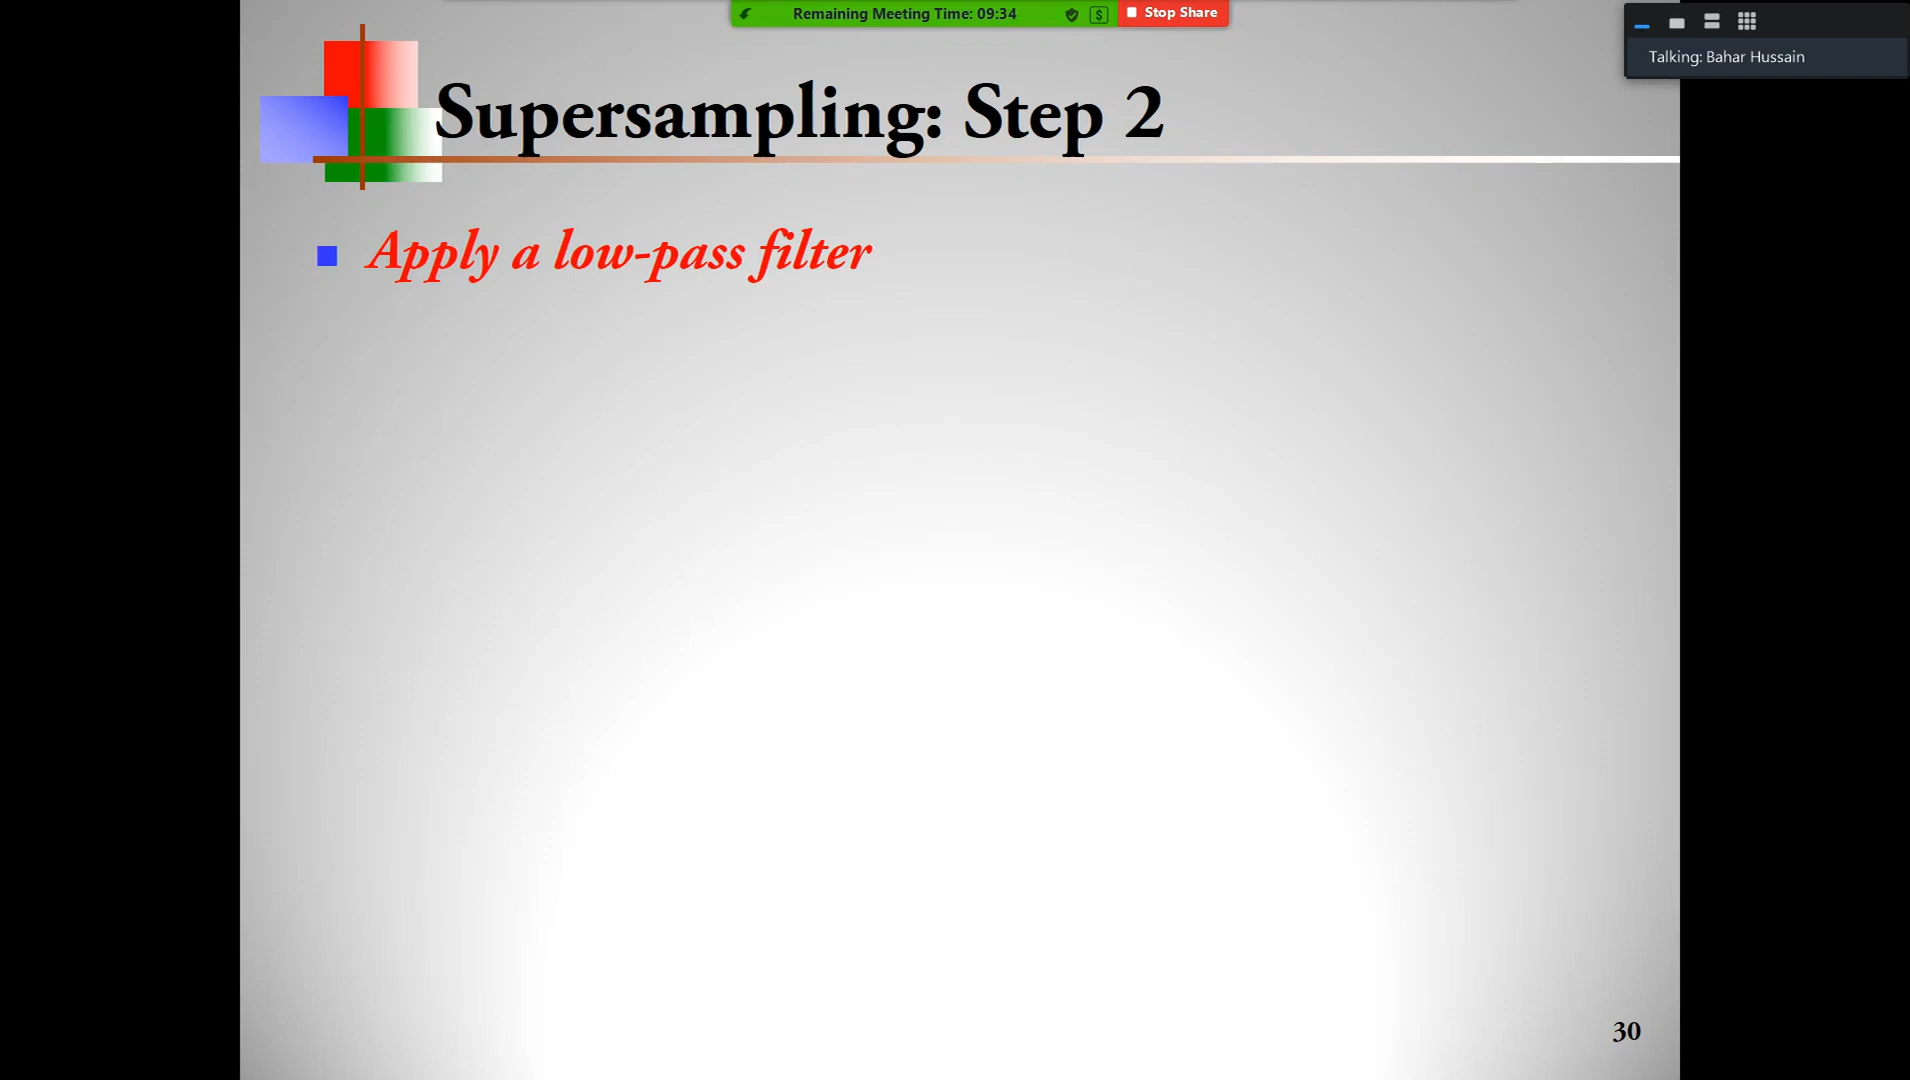 Remaining Meeting Time: 09:34
$
Stop Share
Talking: Bahar Hussain
Supersampling: Step 2
Apply a low-pass filter
30